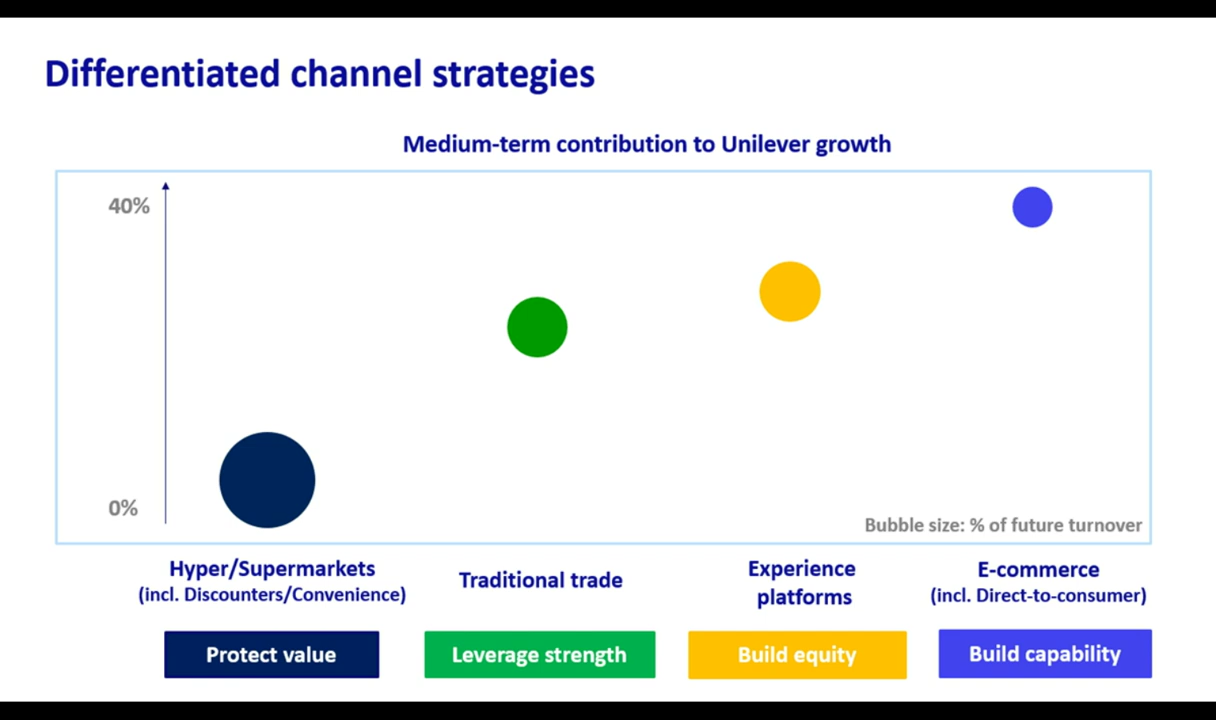 Differentiated channel strategies
Medium-term contribution to Unilever growth
40%
0%
Bubble size: % of future turnover
Hyper/Supermarkets
(incl. Discounters/Convenience)
Traditional trade
Experience
platforms
E-commerce
(incl. Direct-to-consumer)
Protect value
Leverage strength
Build equity
Build capability